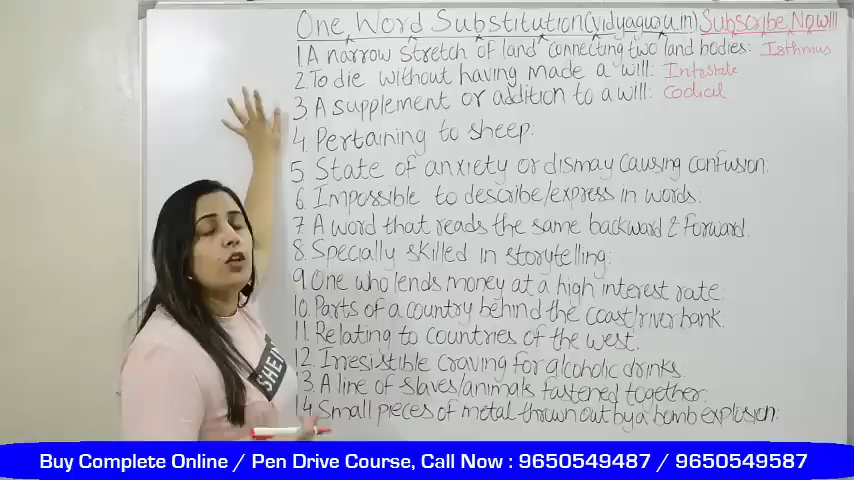 One Word Substitution(vidyaguru.in) Subscribe Now!!!
1. A narrow stretch of land connecting two land bodies: Isthmus
2. To die without having made a will: Intestate
3. A supplement or addition to a will: Codicil
4. Pertaining to sheep:
5. State of anxiety or dismay causing confusion:
6. Impossible to describe/express in words:
7. A word that reads the same backward & forward.
8. Specially skilled in storytelling:
9. One who lends money at a high interest rate:
10. Parts of a country behind the coast/river bank.
11. Relating to countries of the west.
12. Irresistible craving for alcoholic drinks.
13. A line of slaves/animals fastened together:
14. Small pieces of metal thrown out by a bomb explosion:
SHEIN
Buy Complete Online / Pen Drive Course, Call Now : 9650549487 / 9650549587